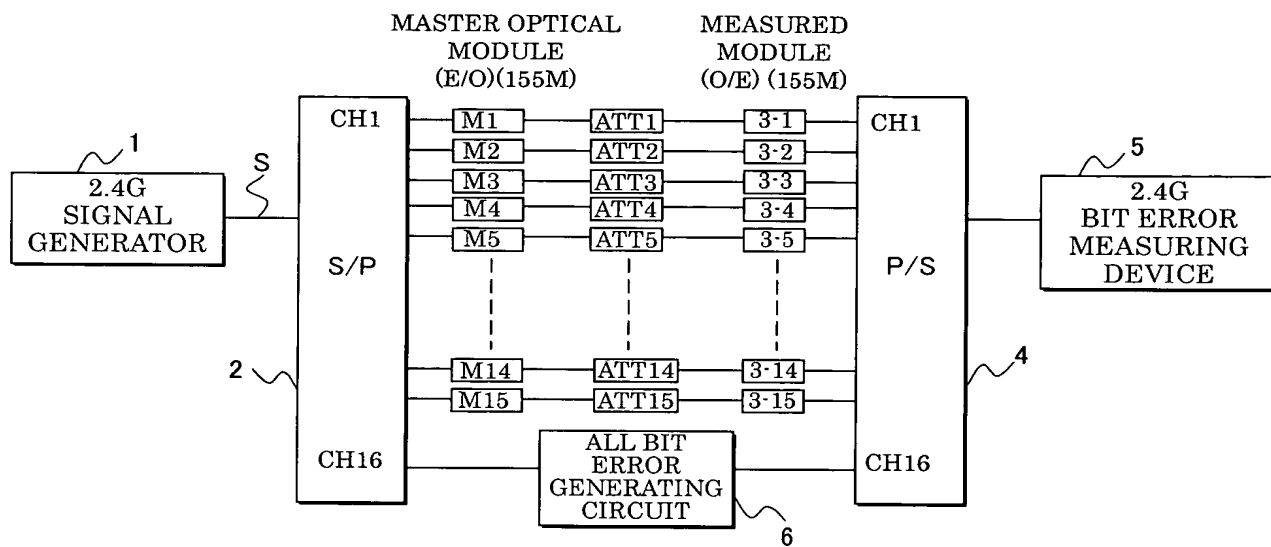 MASTER OPTICAL
MODULE
(E/O)(155M)
MEASURED
MODULE
(O/E) (155M)
1
2.4G
SIGNAL
GENERATOR
S
CH1
S/P
CH16
2
M1
ATT1
3-1
M2
ATT2
3-2
M3
ATT3
3-3
M4
ATT4
3-4
M5
ATT5
3-5
M14
ATT14
3-14
M15
ATT15
3-15
ALL BIT
ERROR
GENERATING
CIRCUIT
6
CH1
P/S
CH16
4
5
2.4G
BIT ERROR
MEASURING
DEVICE